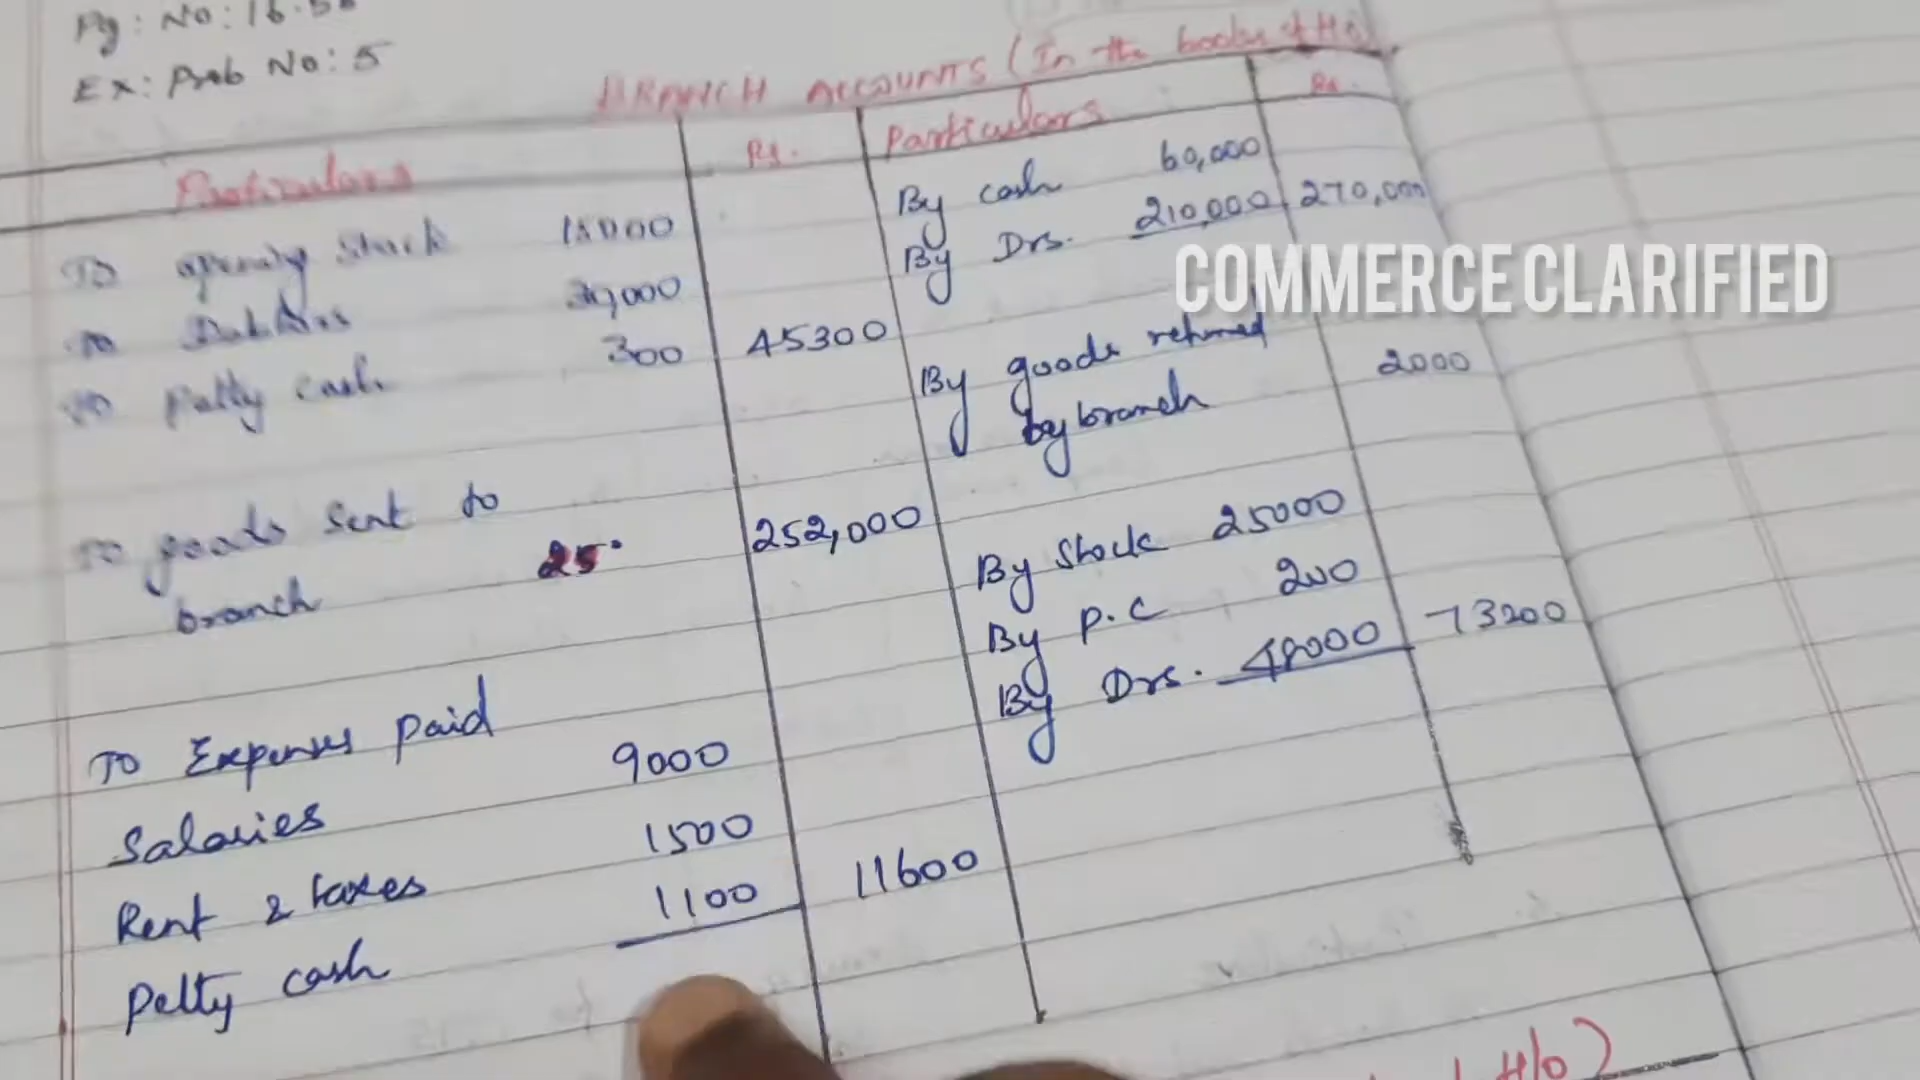 Pg: No: 16.5
Ex: Prob No: 5
BRANCH ACCOUNTS (In the books of H.O)
Particulars Rs. Particulars Rs.
To opening stock 15000
To Debtors 30,000
To Petty cash 300 45300
To goods sent to
branch 25 252,000
To Expenses paid
Salaries 9000
Rent & taxes 1500
Petty cash 1100 11600
By cash 60,000
By Drs. 210,000 270,000
By goods returned
by branch 2000
By Stock 25000
By P.C 200
By Drs. 48000 73200
H/o)
COMMERCE CLARIFIED